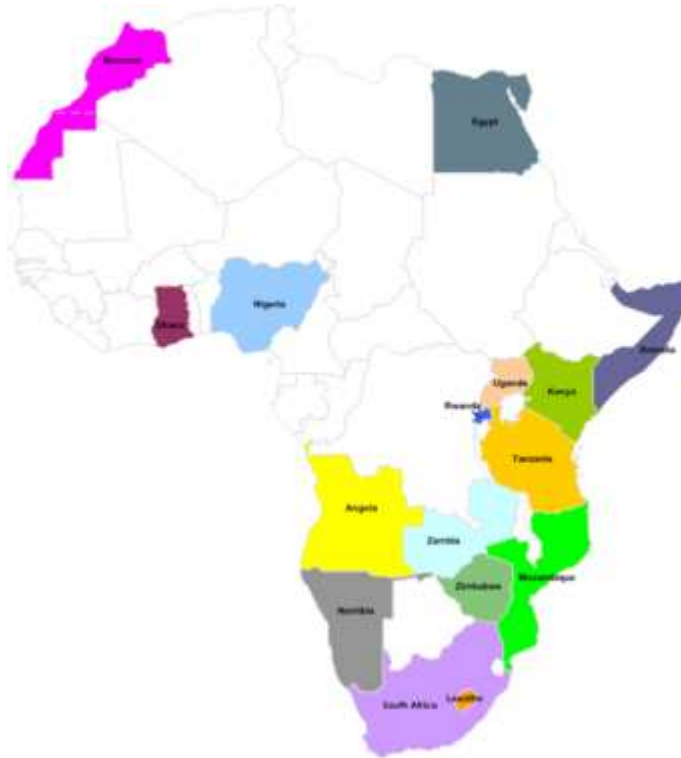 Morocco
Egypt
Nigeria
Ghana
Somalia
Uganda
Kenya
Rwanda
Tanzania
Angola
Zambia
Mozambique
Zimbabwe
Namibia
South Africa
Lesotho